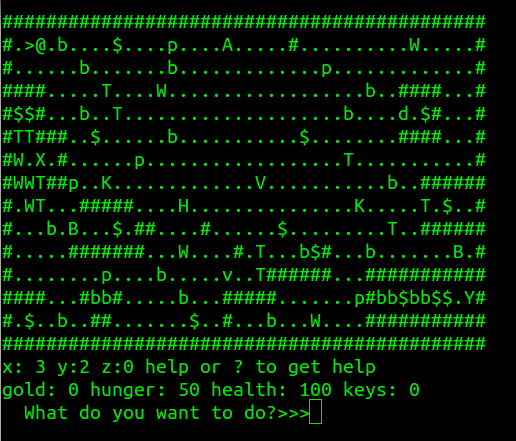 ############################################
#.>@.b....$....p....A.....#..........W.....#
#......b.......b.............p.............#
####.....T....W..................b..####...#
#$$#...b..T....................b....d.$#...#
#TT###..$......b...........$........####...#
#W.X.#......p..................T...........#
#WWT##p..K.............V...........b..######
#.WT...#####....H...............K.....T.$..#
#...b.B...$.##....#......$.........T..######
#.....#######...W....#.T...b$#...b.......B.#
#........p....b.....v..T######...###########
####...#bb#.....b...#####.......p#bb$bb$$.Y#
#.$..b..##.......$..#...b...W....###########
############################################
x: 3 y:2 z:0 help or ? to get help
gold: 0 hunger: 50 health: 100 keys: 0
  What do you want to do?>>>